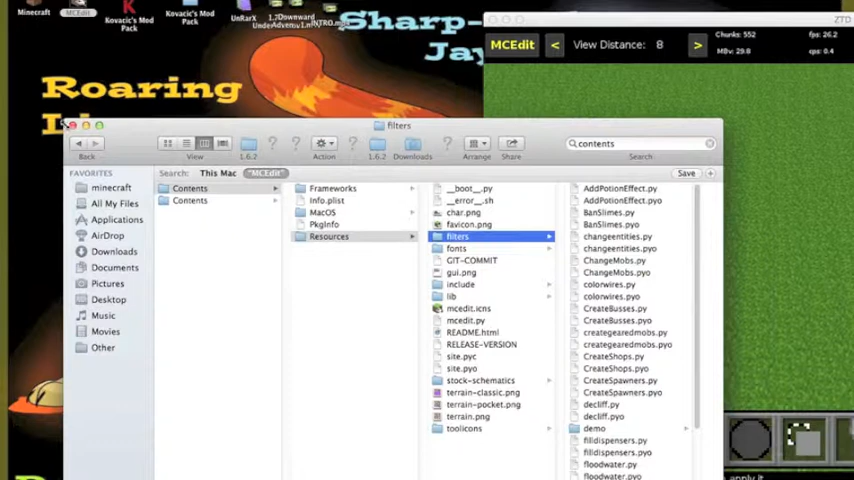 Minecraft
MCEdit
Kovacic's Mod Pack
Kovacic's Mod Pack
UnRarX
Sharp-
Jay
Roaring
ZTD
MCEdit
<
View Distance: 8
>
Chunks: 552
MBv: 29.8
fps: 26.2
cps: 0.4
filters
Back
View
1.6.2
Action
1.6.2
Downloads
Arrange
Share
contents
Search
Search: This Mac "MCEdit"
Save
FAVORITES
minecraft
All My Files
Applications
AirDrop
Downloads
Documents
Pictures
Desktop
Music
Movies
Other
Contents
Contents
Frameworks
Info.plist
MacOS
PkgInfo
Resources
__boot__.py
__error__.sh
char.png
favicon.png
filters
fonts
GIT-COMMIT
gui.png
include
lib
mcedit.icns
mcedit.py
README.html
RELEASE-VERSION
site.pyc
site.pyo
stock-schematics
terrain-classic.png
terrain-pocket.png
terrain.png
toolicons
AddPotionEffect.py
AddPotionEffect.pyo
BanSlimes.py
BanSlimes.pyo
changeentities.py
changeentities.pyo
ChangeMobs.py
ChangeMobs.pyo
colorwires.py
colorwires.pyo
CreateBusses.py
CreateBusses.pyo
creategearedmobs.py
creategearedmobs.pyo
CreateShops.py
CreateShops.pyo
CreateSpawners.py
CreateSpawners.pyo
decliff.py
decliff.pyo
demo
filldispensers.py
filldispensers.pyo
floodwater.py
floodwater.pyo
apply it